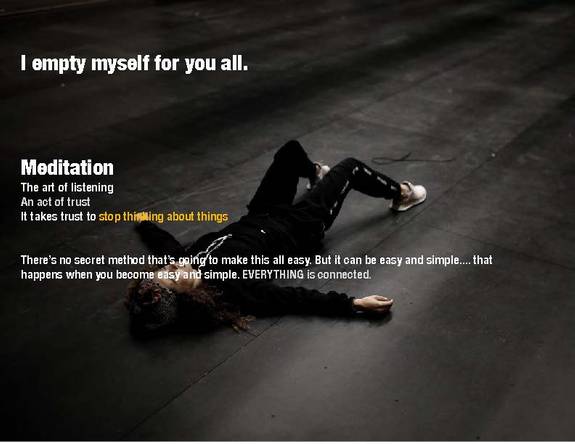 I empty myself for you all.
Meditation
The art of listening
An act of trust
It takes trust to stop thinking about things
There's no secret method that's going to make this all easy. But it can be easy and simple.... that
happens when you become easy and simple. EVERYTHING is connected.